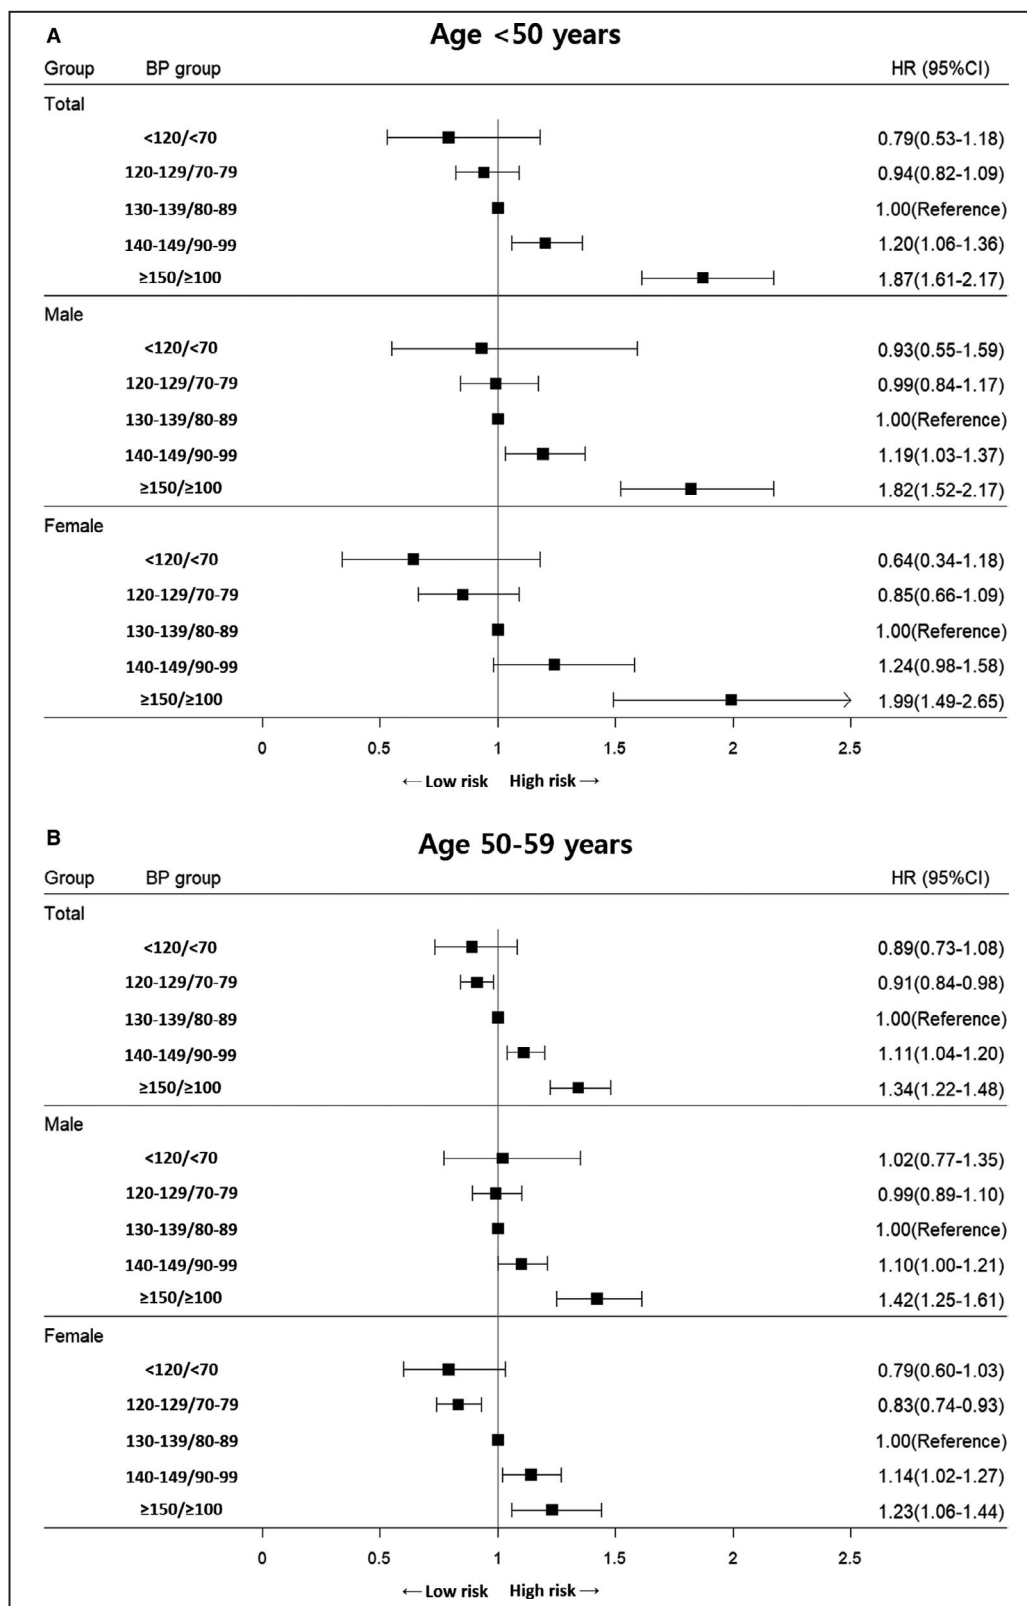 A
Age <50 years
Group BP group HR (95%CI)
Total
<120/<70 0.79(0.53-1.18)
120-129/70-79 0.94(0.82-1.09)
130-139/80-89 1.00(Reference)
140-149/90-99 1.20(1.06-1.36)
≥150/≥100 1.87(1.61-2.17)
Male
<120/<70 0.93(0.55-1.59)
120-129/70-79 0.99(0.84-1.17)
130-139/80-89 1.00(Reference)
140-149/90-99 1.19(1.03-1.37)
≥150/≥100 1.82(1.52-2.17)
Female
<120/<70 0.64(0.34-1.18)
120-129/70-79 0.85(0.66-1.09)
130-139/80-89 1.00(Reference)
140-149/90-99 1.24(0.98-1.58)
≥150/≥100 1.99(1.49-2.65)
0 0.5 1 1.5 2 2.5
←Low risk High risk→
B
Age 50-59 years
Group BP group HR (95%CI)
Total
<120/<70 0.89(0.73-1.08)
120-129/70-79 0.91(0.84-0.98)
130-139/80-89 1.00(Reference)
140-149/90-99 1.11(1.04-1.20)
≥150/≥100 1.34(1.22-1.48)
Male
<120/<70 1.02(0.77-1.35)
120-129/70-79 0.99(0.89-1.10)
130-139/80-89 1.00(Reference)
140-149/90-99 1.10(1.00-1.21)
≥150/≥100 1.42(1.25-1.61)
Female
<120/<70 0.79(0.60-1.03)
120-129/70-79 0.83(0.74-0.93)
130-139/80-89 1.00(Reference)
140-149/90-99 1.14(1.02-1.27)
≥150/≥100 1.23(1.06-1.44)
0 0.5 1 1.5 2 2.5
←Low risk High risk→